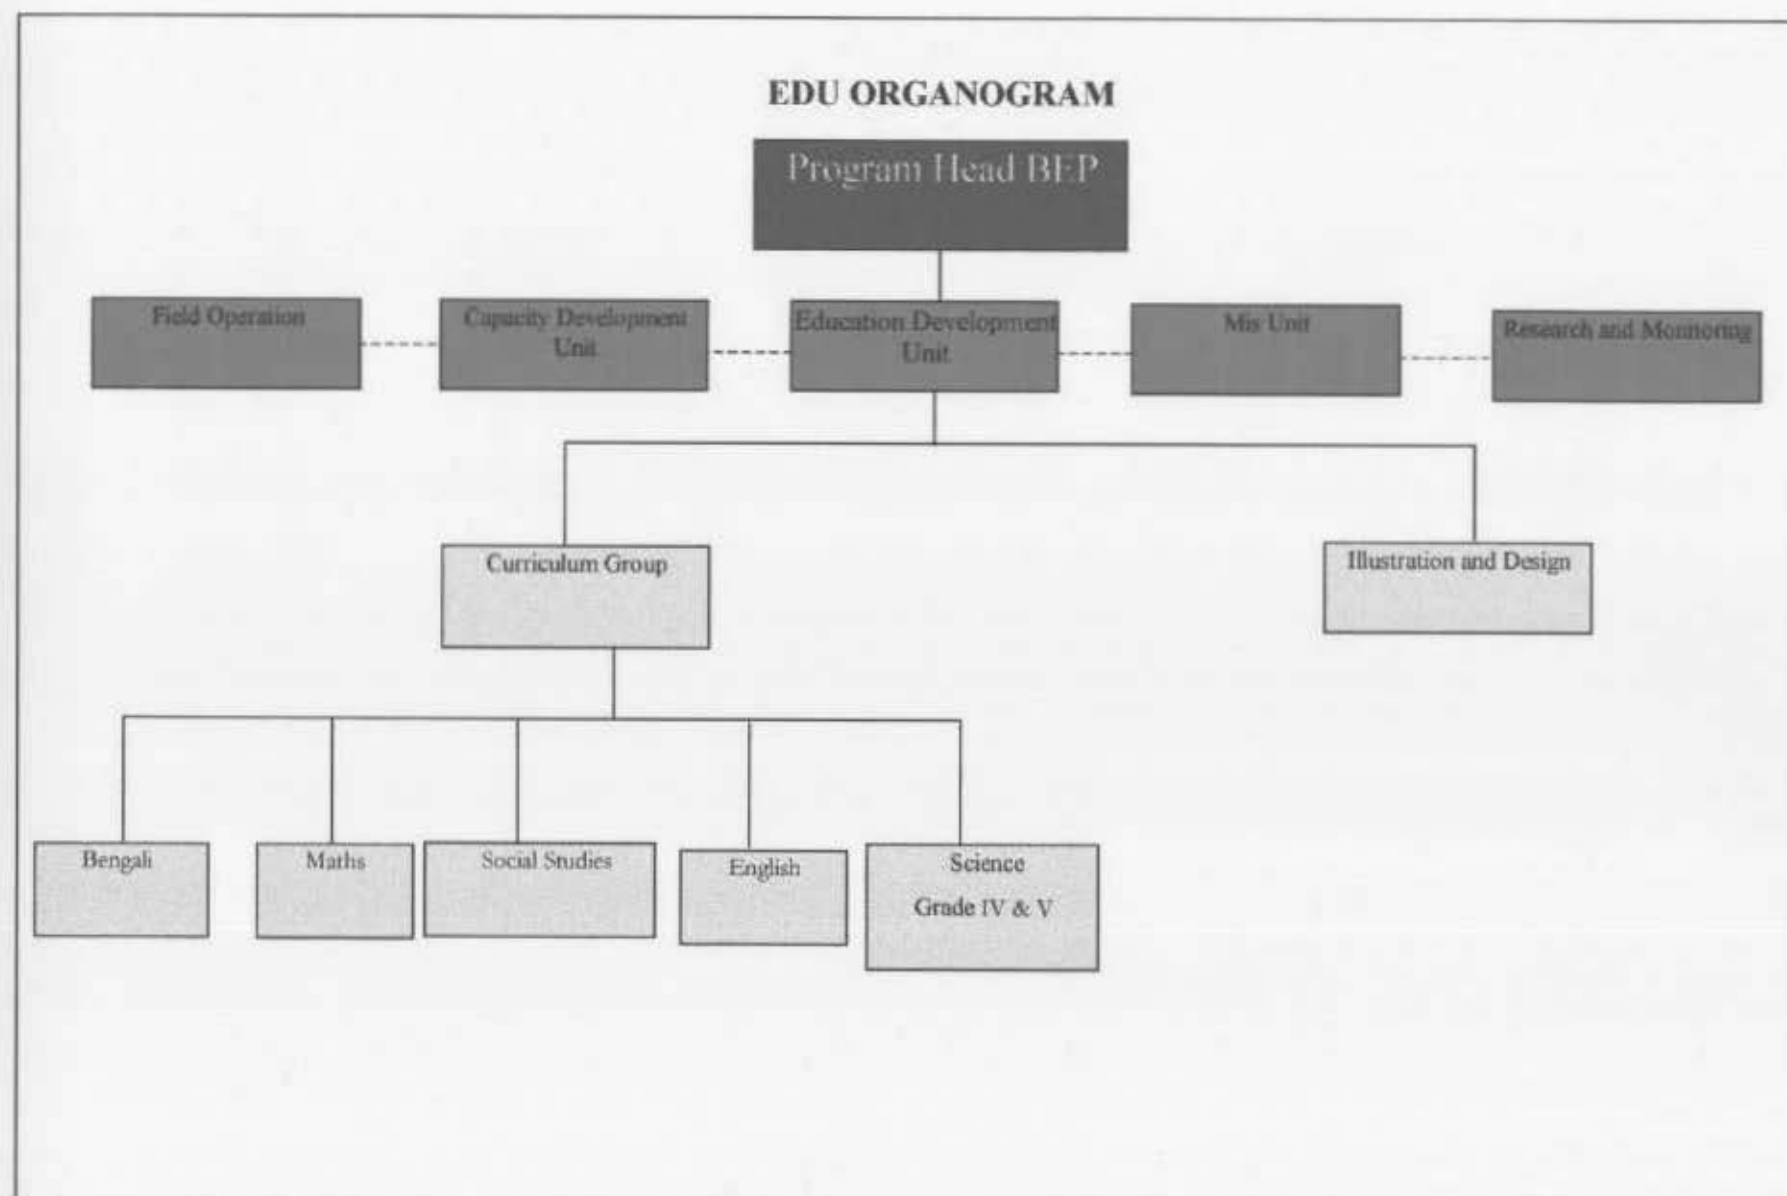 EDU ORGANOGRAM
Program Head BEP
Field Operation
Capacity Development
Unit
Education Development
Unit
Mis Unit
Research and Monitoring
Curriculum Group
Illustration and Design
Bengali
Maths
Social Studies
English
Science
Grade IV & V